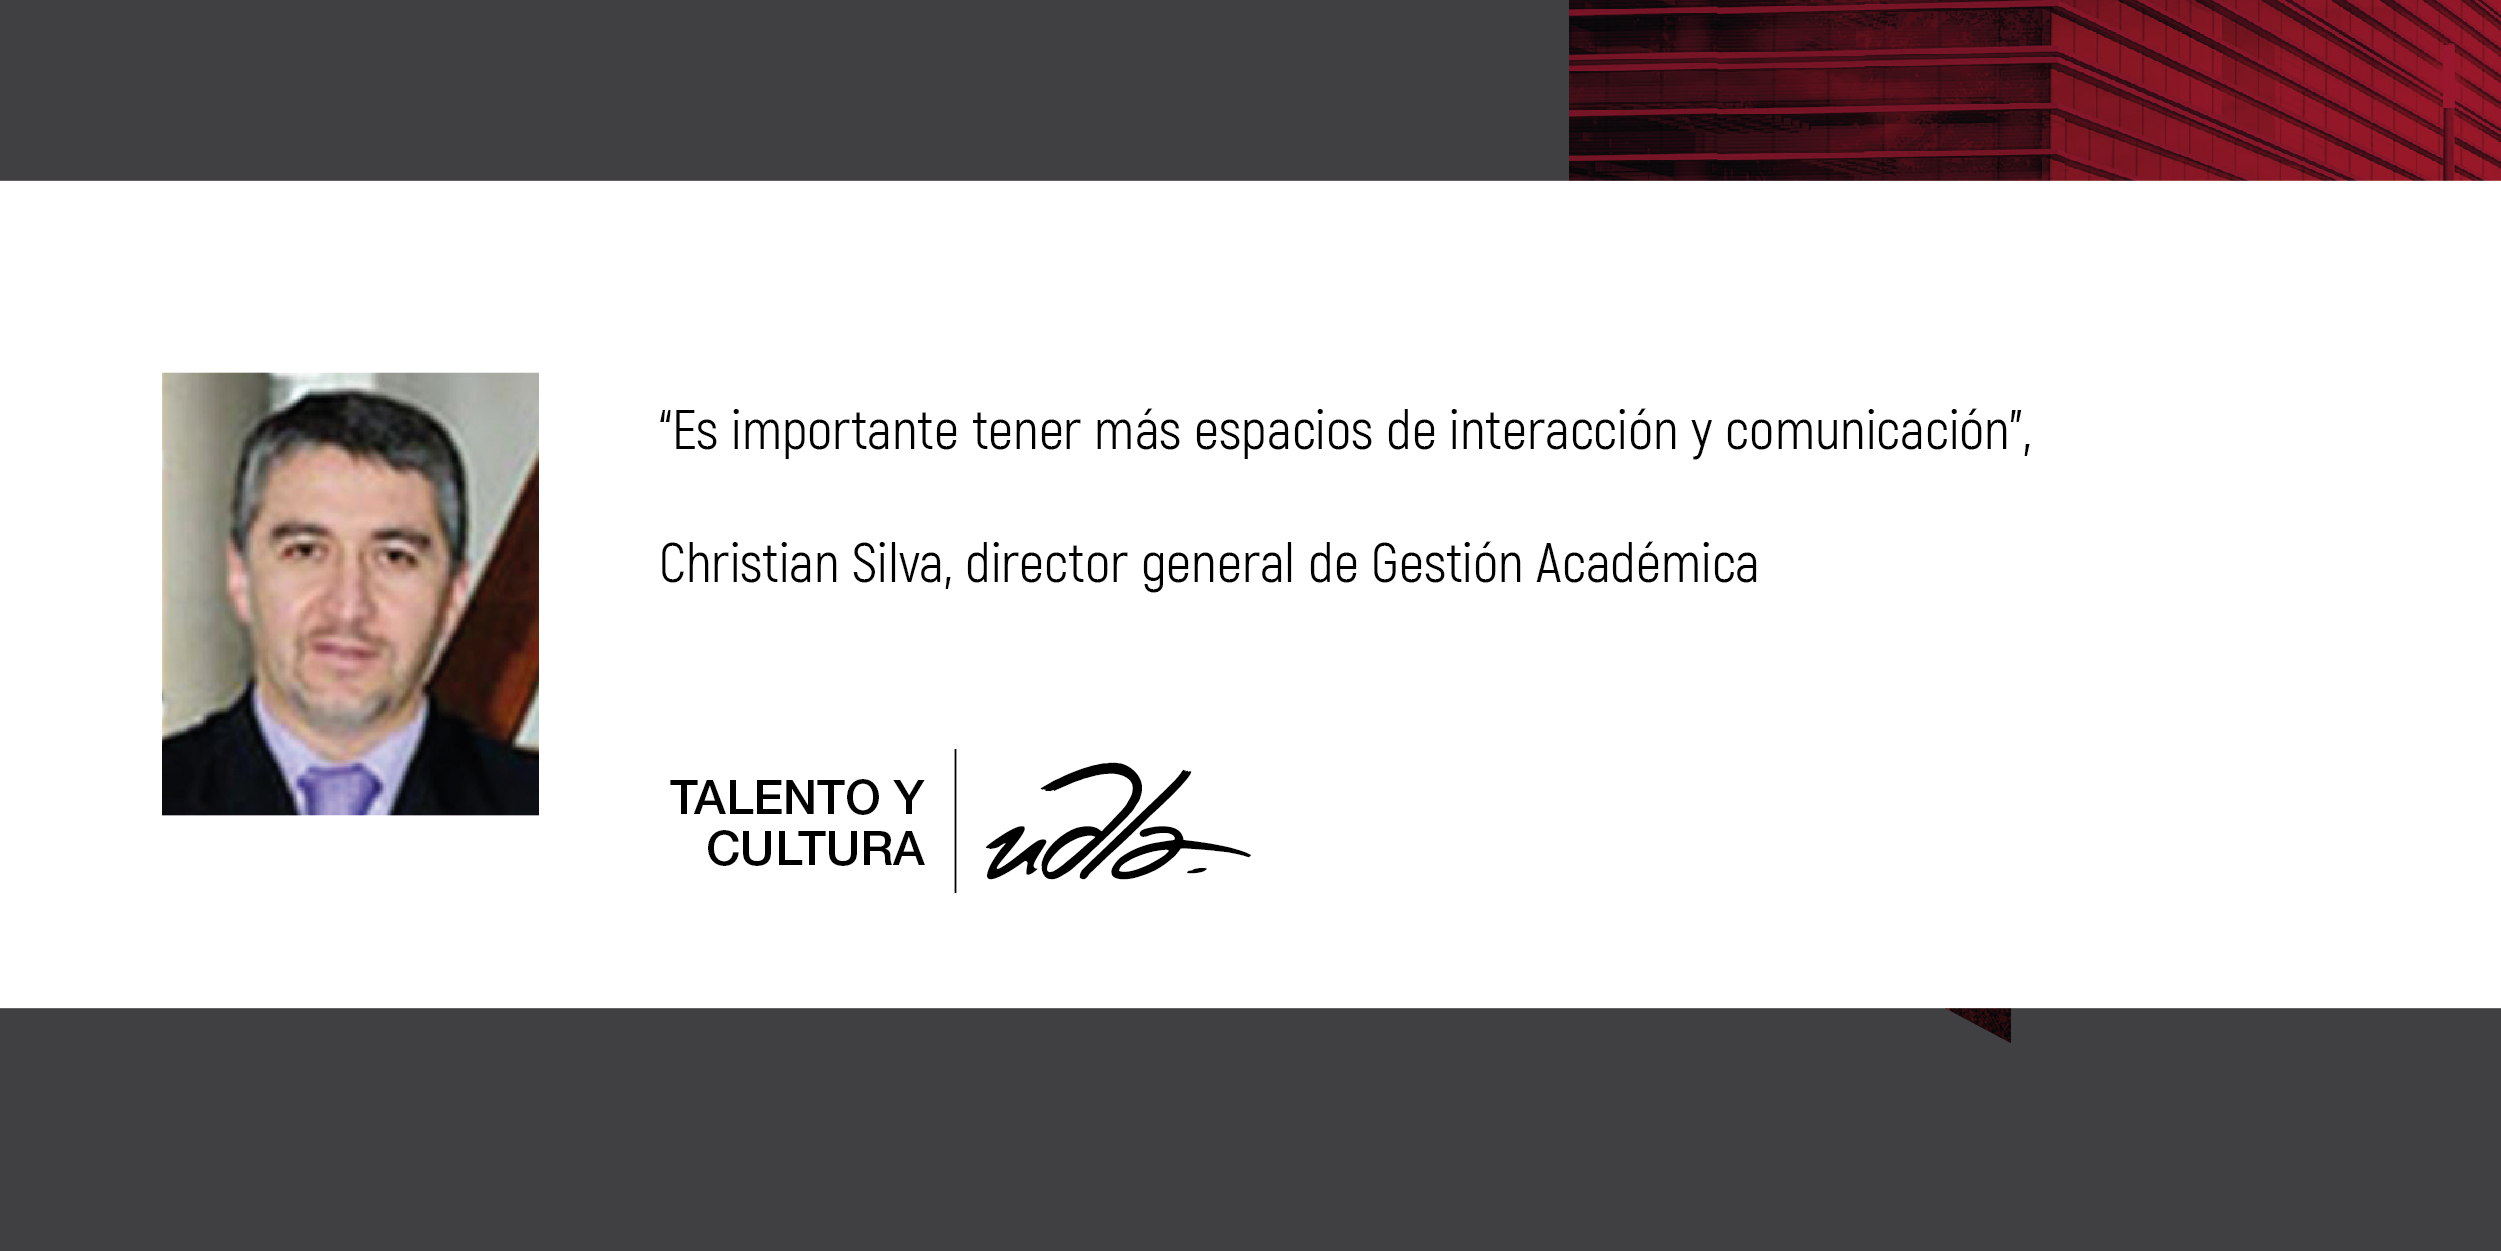 “Es importante tener más espacios de interacción y comunicación”,
Christian Silva, director general de Gestión Académica
TALENTO Y
CULTURA
udla.